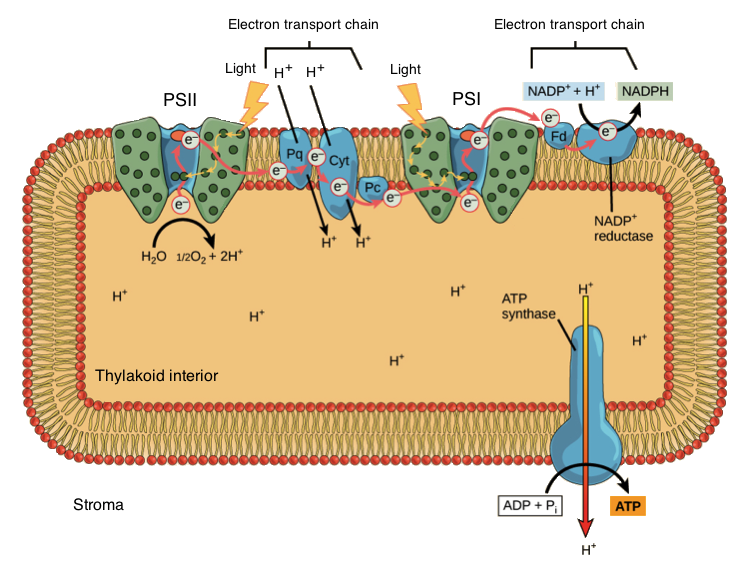 Electron transport chain
Electron transport chain
Light
H⁺
H⁺
Light
PSII
PSI
NADP⁺ + H⁺
NADPH
e⁻
e⁻
e⁻
Fd
e⁻
e⁻
Pq
e⁻
Cyt
e⁻
e⁻
Pc
e⁻
e⁻
e⁻
NADP⁺
reductase
H⁺
H⁺
H₂O
1/2O₂ + 2H⁺
H⁺
H⁺
H⁺
ATP
synthase
H⁺
H⁺
H⁺
Thylakoid interior
Stroma
ADP + Pᵢ
ATP
H⁺